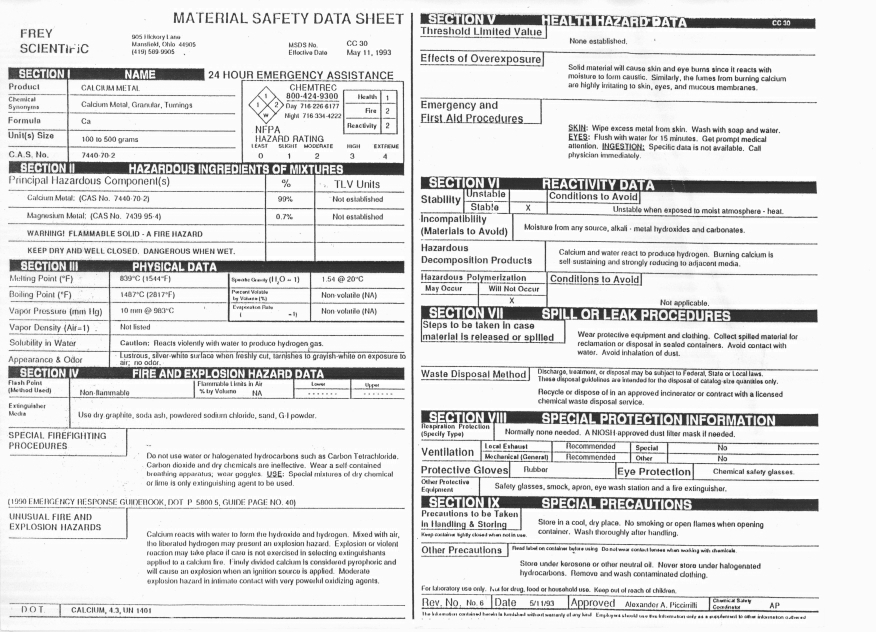 MATERIAL SAFETY DATA SHEET
FREY
SCIENTIFIC
905 Hickory Lane
Mansfield, Ohio 44905
(419) 589-9905
MSDS No. CC 30
Effective Date May 11, 1993
SECTION I NAME 24 HOUR EMERGENCY ASSISTANCE
Product CALCIUM METAL
Chemical Synonyms Calcium Metal, Granular, Turnings
Formula Ca
Unit(s) Size 100 to 500 grams
C.A.S. No. 7440-70-2
CHEMTREC
800-424-9300
Day 716-226-6177
Night 716-334-4222
1
1 2
W
Health 1
Fire 2
Reactivity 2
NFPA
HAZARD RATING
LEAST SLIGHT MODERATE HIGH EXTREME
0 1 2 3 4
SECTION II HAZARDOUS INGREDIENTS OF MIXTURES
Principal Hazardous Component(s) % TLV Units
Calcium Metal: (CAS No. 7440-70-2) 99% Not established
Magnesium Metal: (CAS No. 7439-95-4) 0.7% Not established
WARNING! FLAMMABLE SOLID - A FIRE HAZARD
KEEP DRY AND WELL CLOSED. DANGEROUS WHEN WET.
SECTION III PHYSICAL DATA
Melting Point (°F) 839°C (1544°F) Specific Gravity (H2O = 1) 1.54 @ 20°C
Boiling Point (°F) 1487°C (2817°F) Percent Volatile by Volume (%) Non-volatile (NA)
Vapor Pressure (mm Hg) 10 mm @ 983°C Evaporation Rate ( =1) Non-volatile (NA)
Vapor Density (Air=1) Not listed
Solubility in Water Caution: Reacts violently with water to produce hydrogen gas.
Appearance & Odor Lustrous, silver-white surface when freshly cut, tarnishes to grayish-white on exposure to
air; no odor.
SECTION IV FIRE AND EXPLOSION HAZARD DATA
Flash Point (Method Used) Non-flammable Flammable Limits in Air % by Volume NA Lower ------- Upper -------
Extinguisher Media Use dry graphite, soda ash, powdered sodium chloride, sand, G-I powder.
SPECIAL FIREFIGHTING
PROCEDURES
Do not use water or halogenated hydrocarbons such as Carbon Tetrachloride.
Carbon dioxide and dry chemicals are ineffective. Wear a self contained
breathing apparatus; wear goggles. USE: Special mixtures of dry chemical
or lime is only extinguishing agent to be used.
(1990 EMERGENCY RESPONSE GUIDEBOOK, DOT P 5800 5, GUIDE PAGE NO. 40)
UNUSUAL FIRE AND
EXPLOSION HAZARDS
Calcium reacts with water to form the hydroxide and hydrogen. Mixed with air,
the liberated hydrogen may present an explosion hazard. Explosion or violent
reaction may take place if care is not exercised in selecting extinguishants
applied to a calcium fire. Finely divided calcium is considered pyrophoric and
will cause an explosion when an ignition source is applied. Moderate
explosion hazard in intimate contact with very powerful oxidizing agents.
D.O.T. CALCIUM, 4.3, UN 1401
SECTION V HEALTH HAZARD DATA CC 30
Threshold Limited Value
None established.
Effects of Overexposure
Solid material will cause skin and eye burns since it reacts with
moisture to form caustic. Similarly, the fumes from burning calcium
are highly irritating to skin, eyes, and mucous membranes.
Emergency and
First Aid Procedures
SKIN: Wipe excess metal from skin. Wash with soap and water.
EYES: Flush with water for 15 minutes. Get prompt medical
attention. INGESTION: Specific data is not available. Call
physician immediately.
SECTION VI REACTIVITY DATA
Stability Unstable Conditions to Avoid
Stable X Unstable when exposed to moist atmosphere - heat.
Incompatibility
(Materials to Avoid) Moisture from any source, alkali - metal hydroxides and carbonates.
Hazardous
Decomposition Products
Calcium and water react to produce hydrogen. Burning calcium is
self sustaining and strongly reducing to adjacent media.
Hazardous Polymerization Conditions to Avoid
May Occur Will Not Occur
X Not applicable.
SECTION VII SPILL OR LEAK PROCEDURES
Steps to be taken in case
material is released or spilled
Wear protective equipment and clothing. Collect spilled material for
reclamation or disposal in sealed containers. Avoid contact with
water. Avoid inhalation of dust.
Waste Disposal Method
Discharge, treatment, or disposal may be subject to Federal, State or Local laws.
These disposal guidelines are intended for the disposal of catalog-size quantities only.
Recycle or dispose of in an approved incinerator or contract with a licensed
chemical waste disposal service.
SECTION VIII SPECIAL PROTECTION INFORMATION
Respiration Protection
(Specify Type) Normally none needed. A NIOSH-approved dust filter mask if needed.
Ventilation Local Exhaust Recommended Special No
Mechanical (General) Recommended Other No
Protective Gloves Rubber Eye Protection Chemical safety glasses.
Other Protective
Equipment Safety glasses, smock, apron, eye wash station and a fire extinguisher.
SECTION IX SPECIAL PRECAUTIONS
Precautions to be Taken
in Handling & Storing
Keep container tightly closed when not in use.
Store in a cool, dry place. No smoking or open flames when opening
container. Wash thoroughly after handling.
Other Precautions Read label on container before using. Do not wear contact lenses when working with chemicals.
Store under kerosene or other neutral oil. Never store under halogenated
hydrocarbons. Remove and wash contaminated clothing.
For laboratory use only. Not for drug, food or household use. Keep out of reach of children.
Rev. No. No. 6 Date 5/11/93 Approved Alexander A. Piccirilli Chemical Safety Coordinator AP
The information contained herein is furnished without warranty of any kind. Employers should use this information only as a supplement to other information gathered